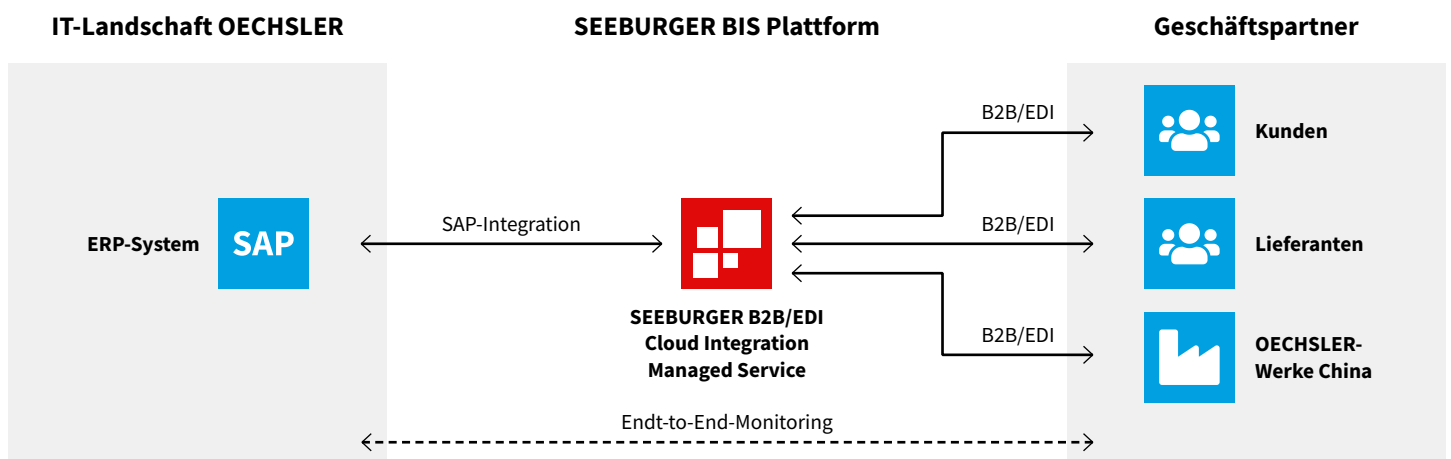 IT-Landschaft OECHSLER
SEEBURGER BIS Plattform
Geschäftspartner
B2B/EDI
Kunden
ERP-System
SAP
SAP-Integration
B2B/EDI
Lieferanten
SEEBURGER B2B/EDI
Cloud Integration
Managed Service
B2B/EDI
OECHSLER-
Werke China
Endt-to-End-Monitoring